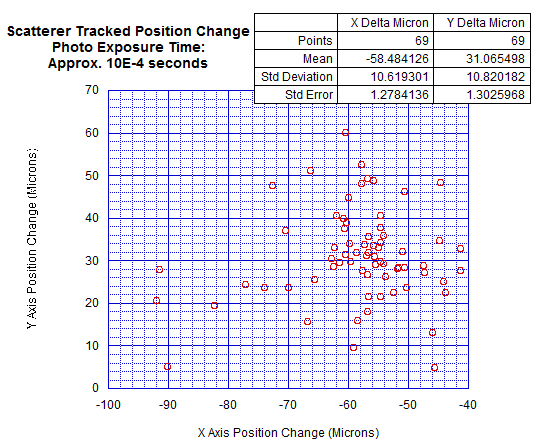 Scatterer Tracked Position Change
Photo Exposure Time:
Approx. 10E-4 seconds
X Delta Micron Y Delta Micron
Points 69 69
Mean -58.484126 31.065498
Std Deviation 10.619301 10.820182
Std Error 1.2784136 1.3025968
70
60
50
40
30
20
10
0
Y Axis Position Change (Microns)
-100 -90 -80 -70 -60 -50 -40
X Axis Position Change (Microns)